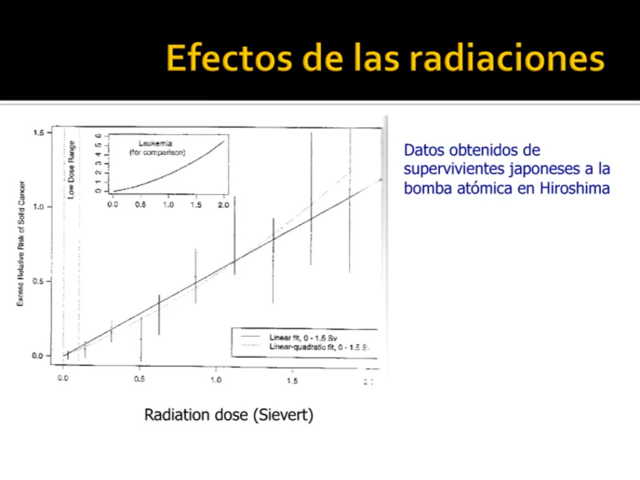 Efectos de las radiaciones
Datos obtenidos de
supervivientes japoneses a la
bomba atómica en Hiroshima
Excess Relative Risk of Solid Cancer
1.5
1.0
0.5
0.0
Low Dose Range
Leukemia
(for comparison)
0 1 2 3 4 5 6
0.0 0.5 1.0 1.5 2.0
Linear fit, 0 - 1.5 Sv
Linear-quadratic fit, 0 - 1.5 S
0.0 0.5 1.0 1.5
Radiation dose (Sievert)